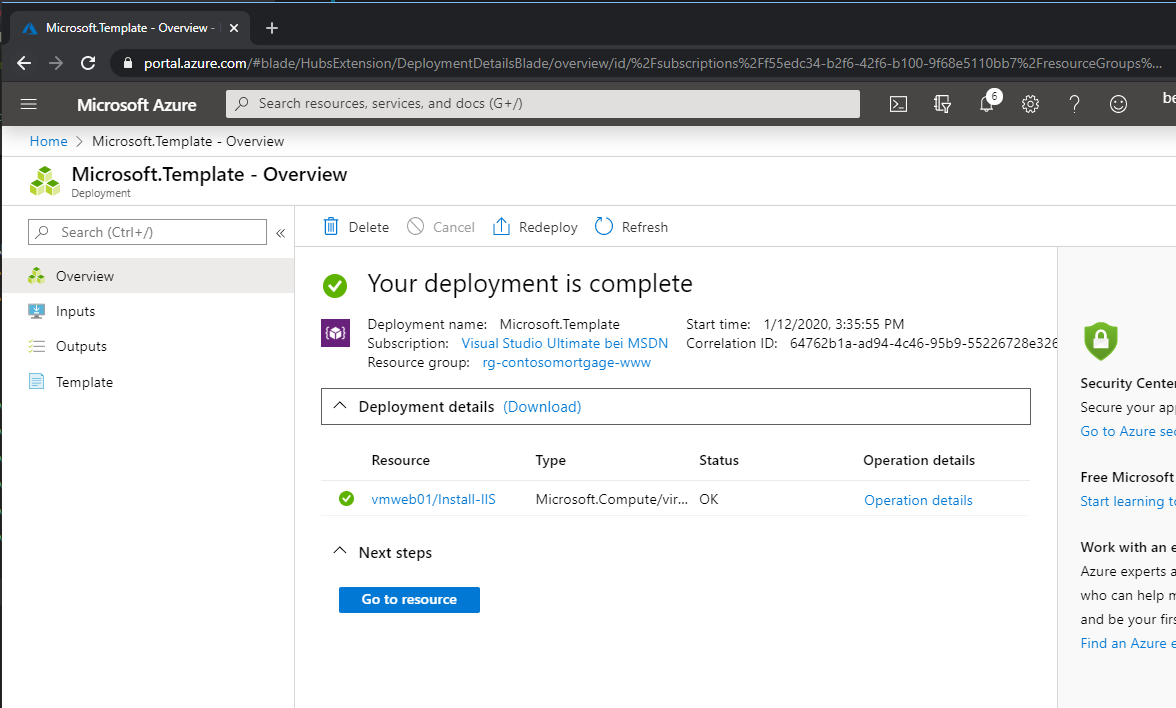 Microsoft.Template - Overview -
portal.azure.com/#blade/HubsExtension/DeploymentDetailsBlade/overview/id/%2Fsubscriptions%2Ff55edc34-b2f6-42f6-b100-9f68e5110bb7%2FresourceGroups%...
Microsoft Azure
Search resources, services, and docs (G+/)
6
be
Home > Microsoft.Template - Overview
Microsoft.Template - Overview
Deployment
Search (Ctrl+/)
«
Overview
Inputs
Outputs
Template
Delete
Cancel
Redeploy
Refresh
Your deployment is complete
Deployment name: Microsoft.Template
Subscription: Visual Studio Ultimate bei MSDN
Resource group: rg-contosomortgage-www
Start time: 1/12/2020, 3:35:55 PM
Correlation ID: 64762b1a-ad94-4c46-95b9-55226728e326
Deployment details (Download)
Resource Type Status Operation details
vmweb01/Install-IIS Microsoft.Compute/vir... OK Operation details
Next steps
Go to resource
Security Center
Secure your app
Go to Azure sec
Free Microsoft
Start learning to
Work with an e
Azure experts a
who can help m
and be your firs
Find an Azure e